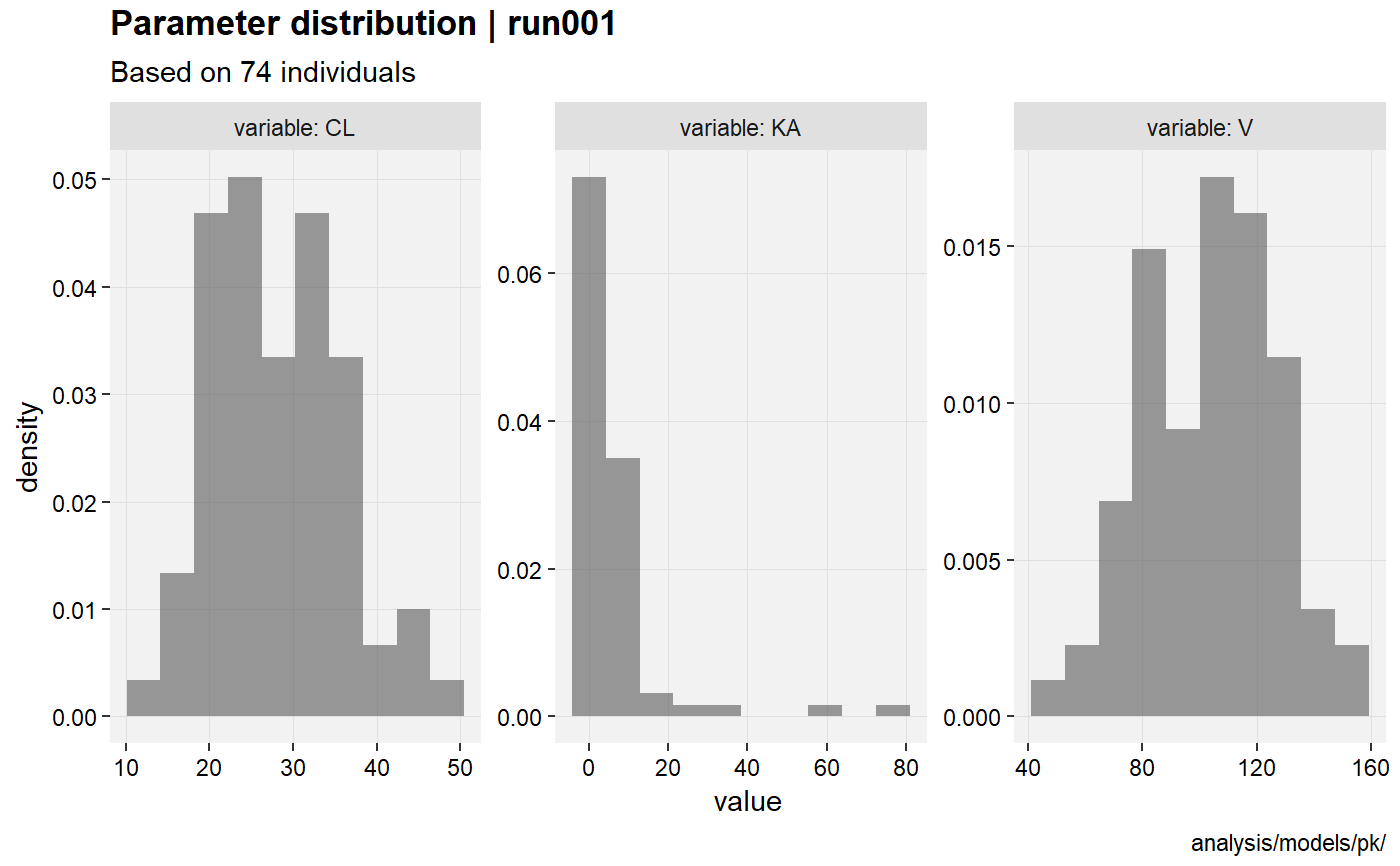 Parameter distribution | run001
Based on 74 individuals
variable: CL
variable: KA
variable: V
density
0.05
0.04
0.03
0.02
0.01
0.00
0.06
0.04
0.02
0.00
0.015
0.010
0.005
0.000
10 20 30 40 50
0 20 40 60 80
40 80 120 160
value
analysis/models/pk/